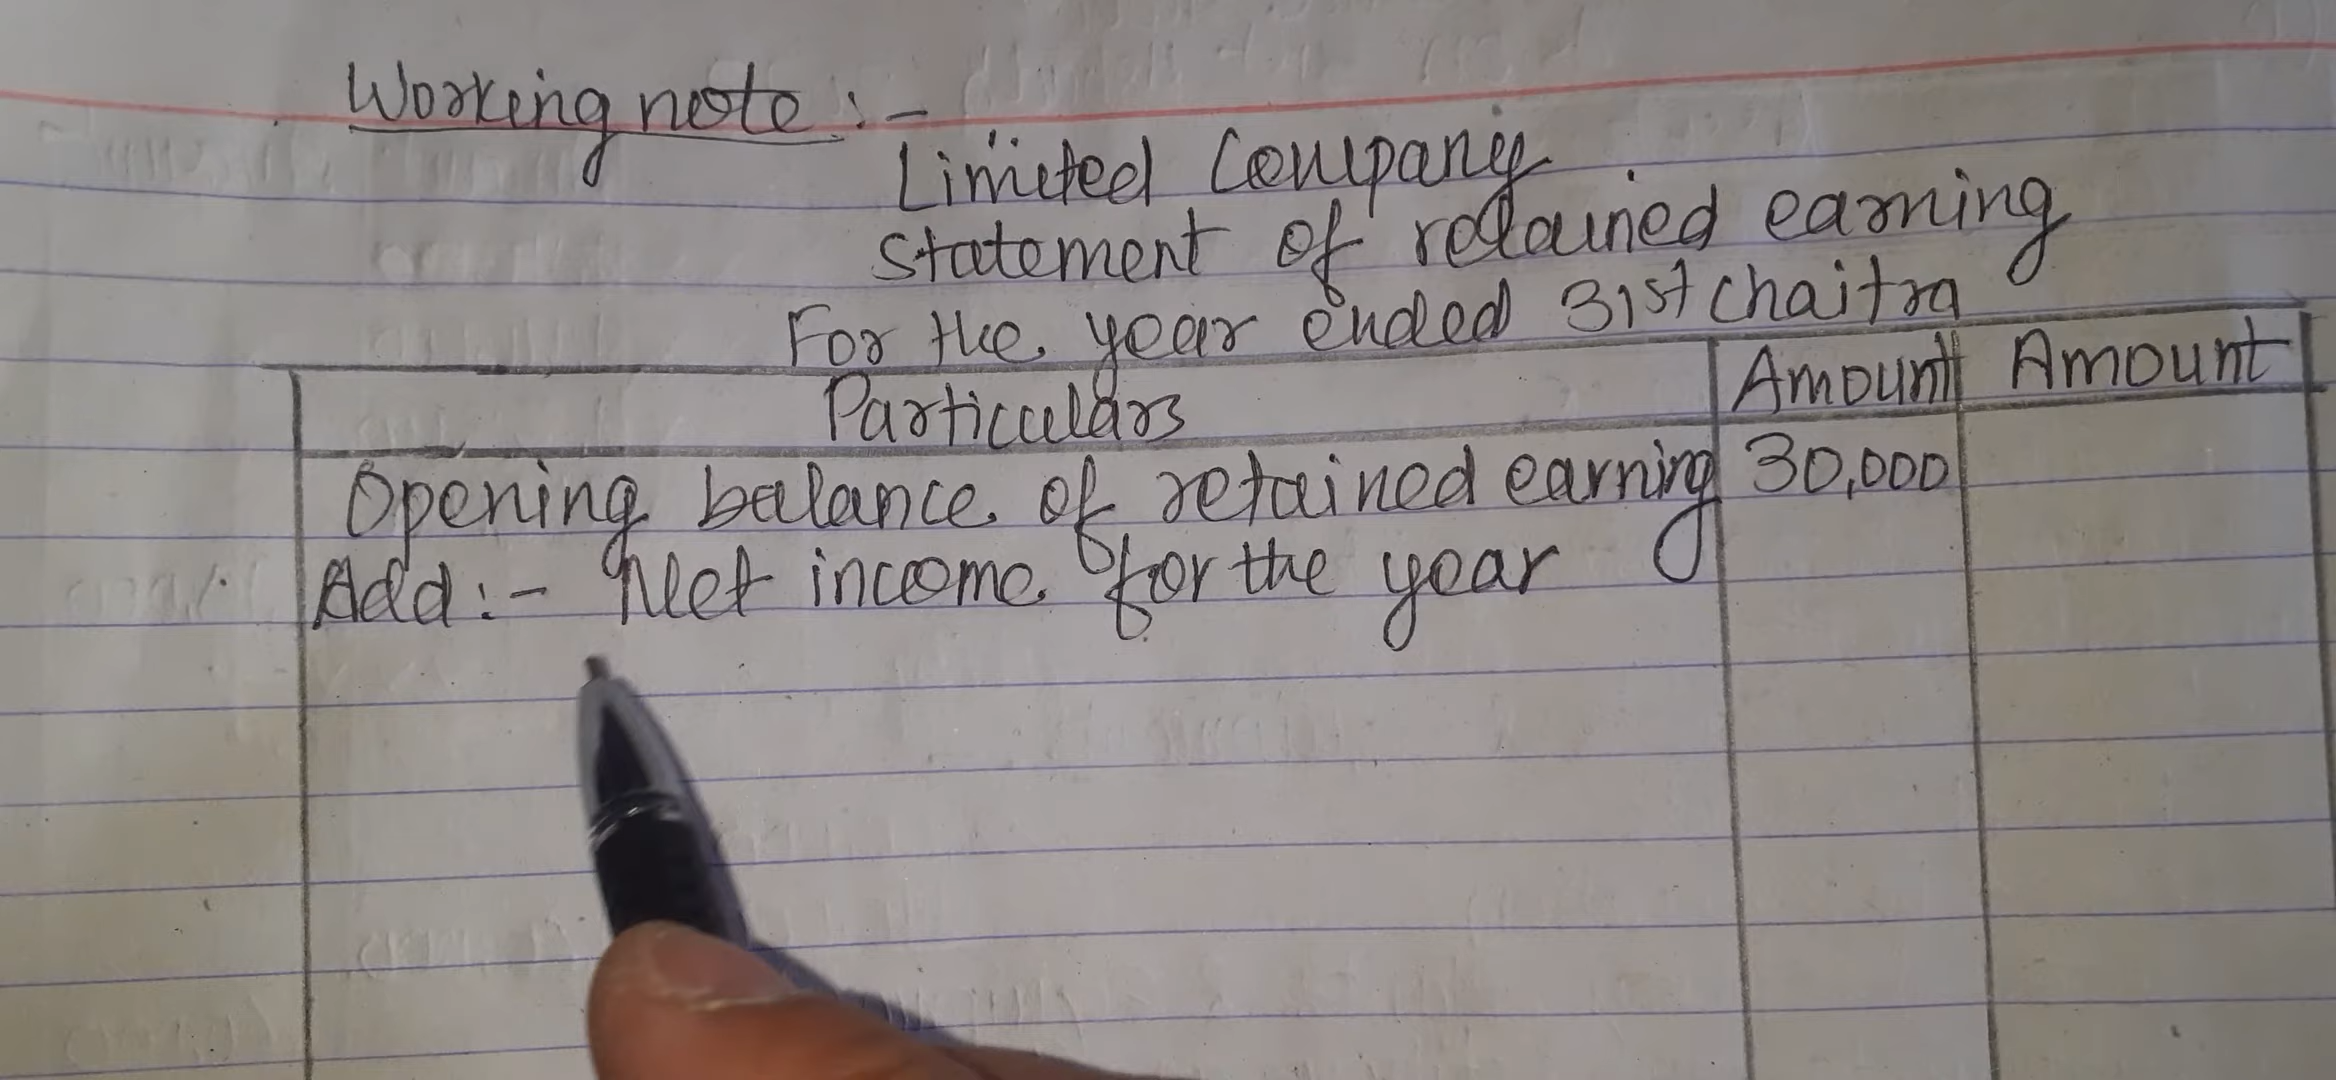 Working note :-
Limited Company
Statement of retained earning
For the year ended 31st chaitra
Particulars Amount Amount
Opening balance of retained earning 30,000
Add :- Net income for the year